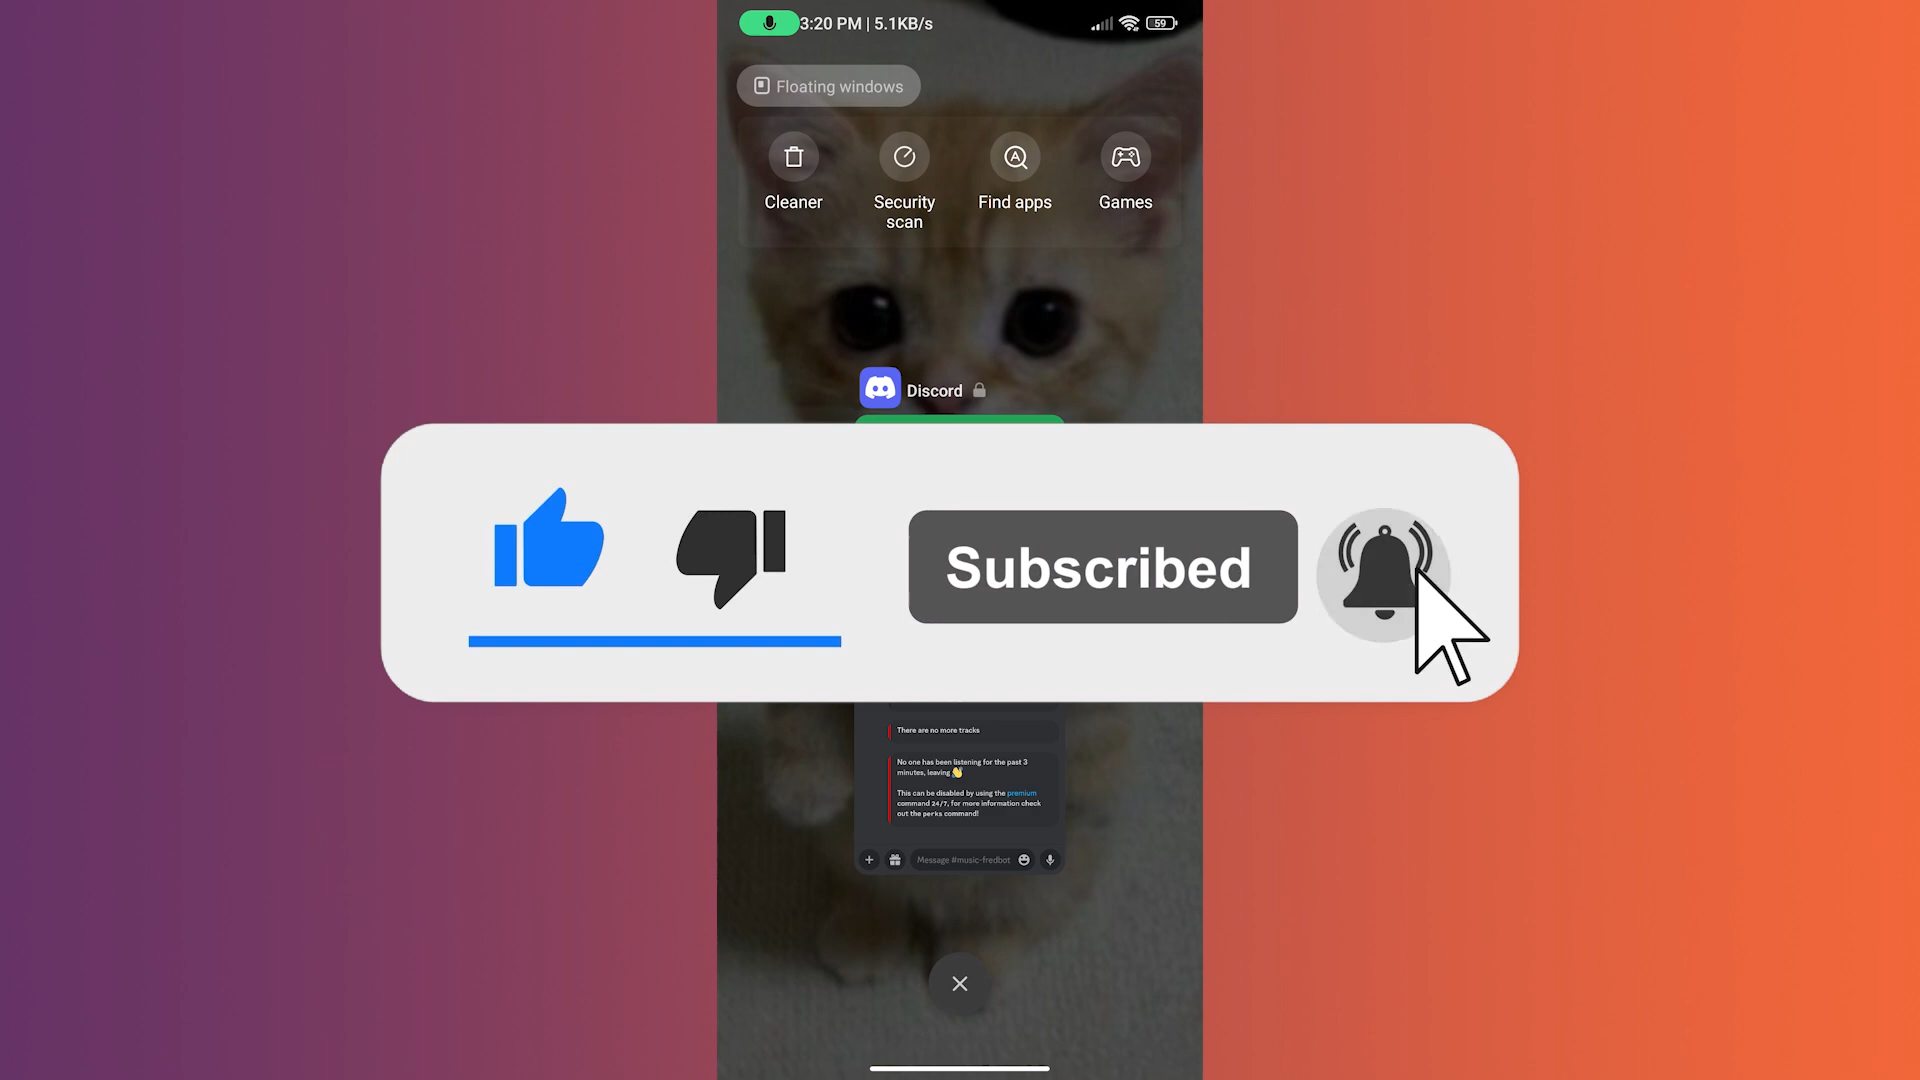 3:20 PM | 5.1KB/s
59
Floating windows
Cleaner
Security
scan
Find apps
Games
Discord
Subscribed
There are no more tracks
No one has been listening for the past 3
minutes, leaving 👋
This can be disabled by using the premium
command 24/7, for more information check
out the perks command!
Message #music-fredbot